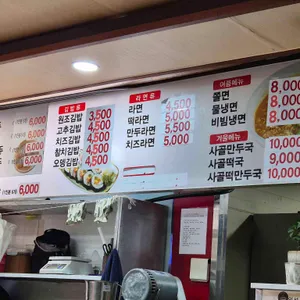 6,000
6,000
6,000
6,000
김밥류
원조김밥 3,500
고추김밥 4,500
치즈김밥 4,500
참치김밥 4,500
오뎅김밥 4,500
라면류
라면 4,500
떡라면 5,000
만두라면 5,000
치즈라면 5,000
여름메뉴
쫄면 8,000
물냉면 8,000
비빔냉면 8,000
겨울메뉴
사골만두국 10,000
사골떡국 9,000
사골떡만두국 10,000